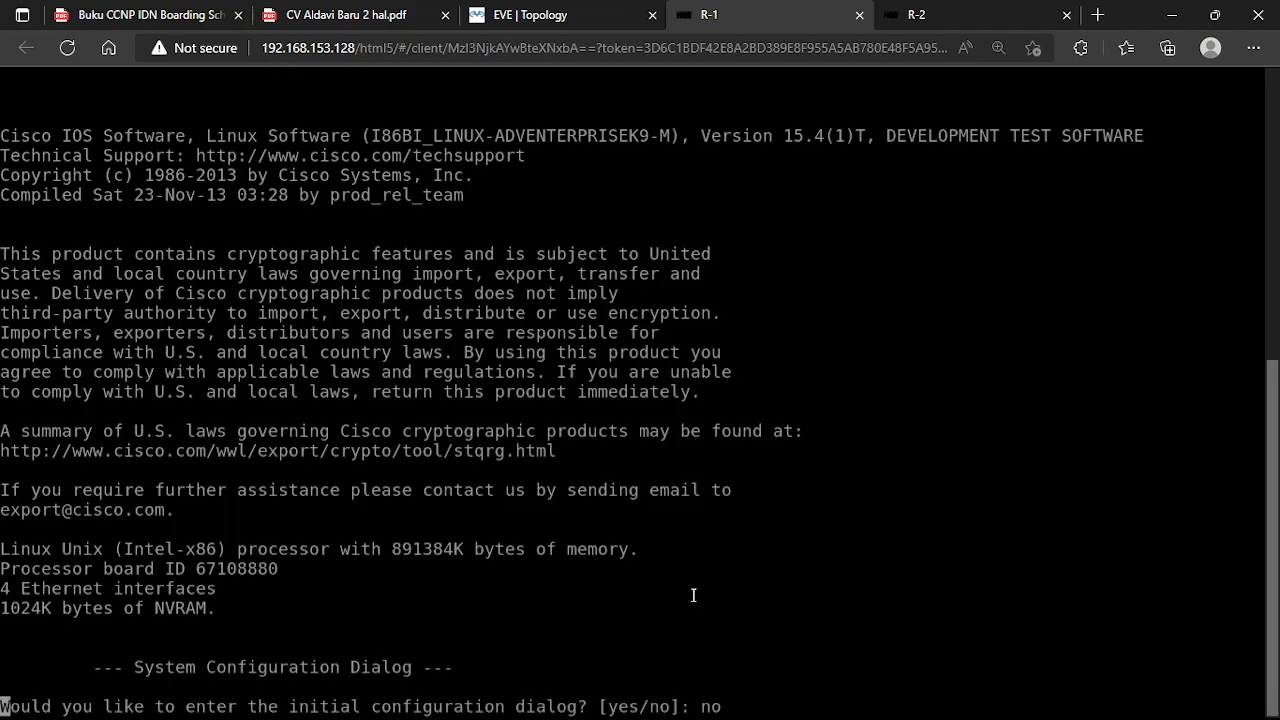 Buku CCNP IDN Boarding Sch
CV Aldavi Baru 2 hal.pdf
EVE | Topology
R-1
R-2
Not secure
192.168.153.128/html5/#/client/MzI3NjkAYwBteXNxbA==?token=3D6C1BDF42E8A2BD389E8F955A5AB780E48F5A95...
Cisco IOS Software, Linux Software (I86BI_LINUX-ADVENTERPRISEK9-M), Version 15.4(1)T, DEVELOPMENT TEST SOFTWARE
Technical Support: http://www.cisco.com/techsupport
Copyright (c) 1986-2013 by Cisco Systems, Inc.
Compiled Sat 23-Nov-13 03:28 by prod_rel_team
This product contains cryptographic features and is subject to United
States and local country laws governing import, export, transfer and
use. Delivery of Cisco cryptographic products does not imply
third-party authority to import, export, distribute or use encryption.
Importers, exporters, distributors and users are responsible for
compliance with U.S. and local country laws. By using this product you
agree to comply with applicable laws and regulations. If you are unable
to comply with U.S. and local laws, return this product immediately.
A summary of U.S. laws governing Cisco cryptographic products may be found at:
http://www.cisco.com/wwl/export/crypto/tool/stqrg.html
If you require further assistance please contact us by sending email to
export@cisco.com.
Linux Unix (Intel-x86) processor with 891384K bytes of memory.
Processor board ID 67108880
4 Ethernet interfaces
1024K bytes of NVRAM.
--- System Configuration Dialog ---
Would you like to enter the initial configuration dialog? [yes/no]: no